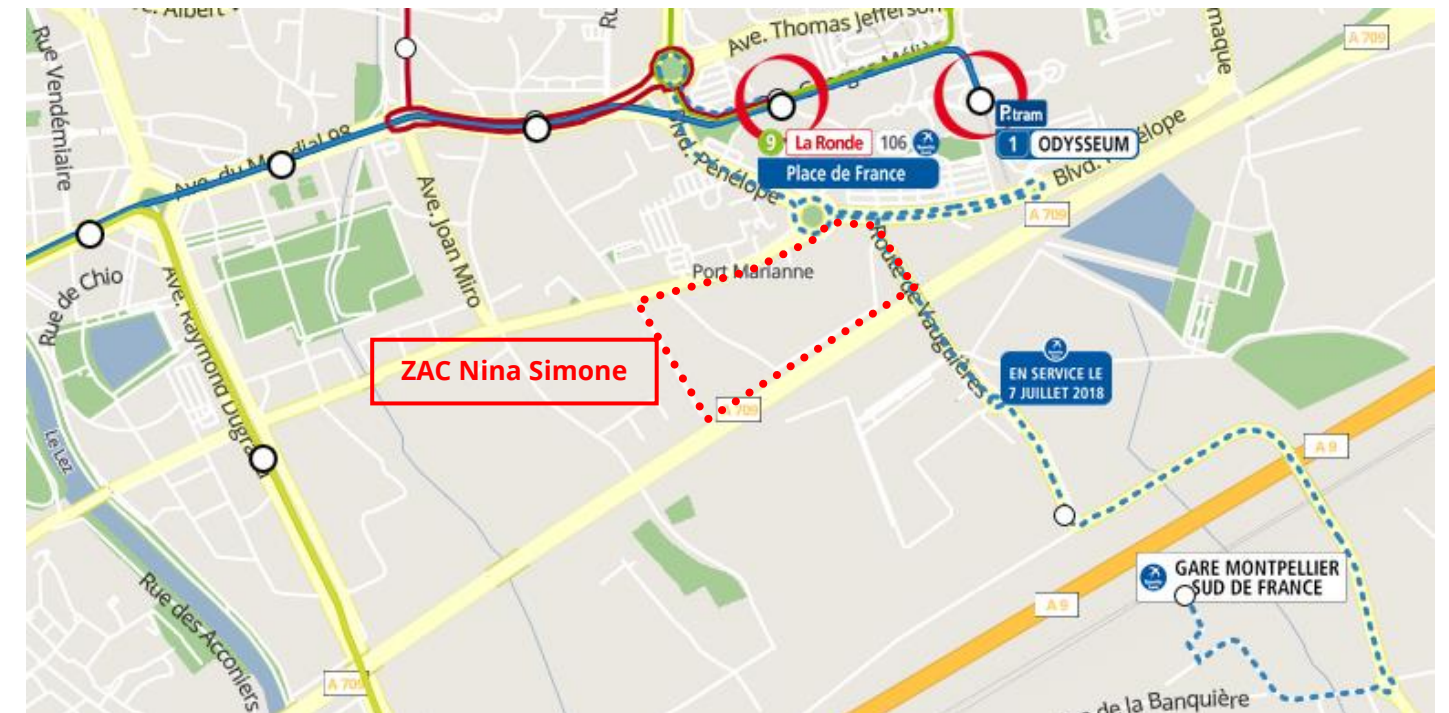 Ave. Thomas Jefferson
A 709
Rue Vendémiaire
Ave. du Mondial 98
P.tram
1 ODYSSEUM
9 La Ronde 106
Place de France
Blvd. Pénélope
Blvd. Pénélope
A 709
Ave. Joan Miro
Port Marianne
Route de Vauguières
Rue de Chio
Ave. Raymond Dugrand
ZAC Nina Simone
EN SERVICE LE
7 JUILLET 2018
A 709
Le Lez
A 9
GARE MONTPELLIER
SUD DE FRANCE
A 9
Rue des Acconiers
A 709
de la Banquière